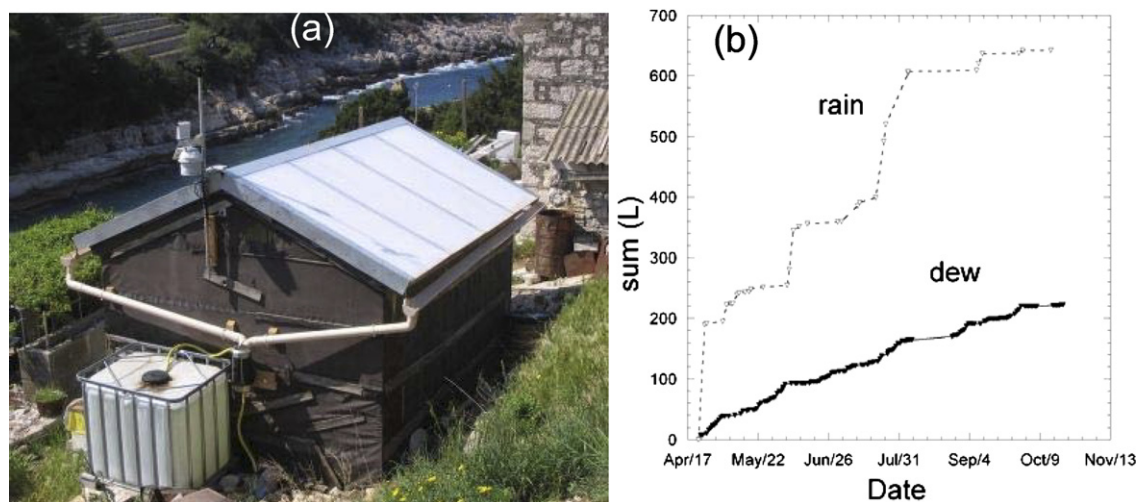 (a)
(b)
700
600
500
400
300
200
100
0
sum (L)
rain
dew
Apr/17 May/22 Jun/26 Jul/31 Sep/4 Oct/9 Nov/13
Date